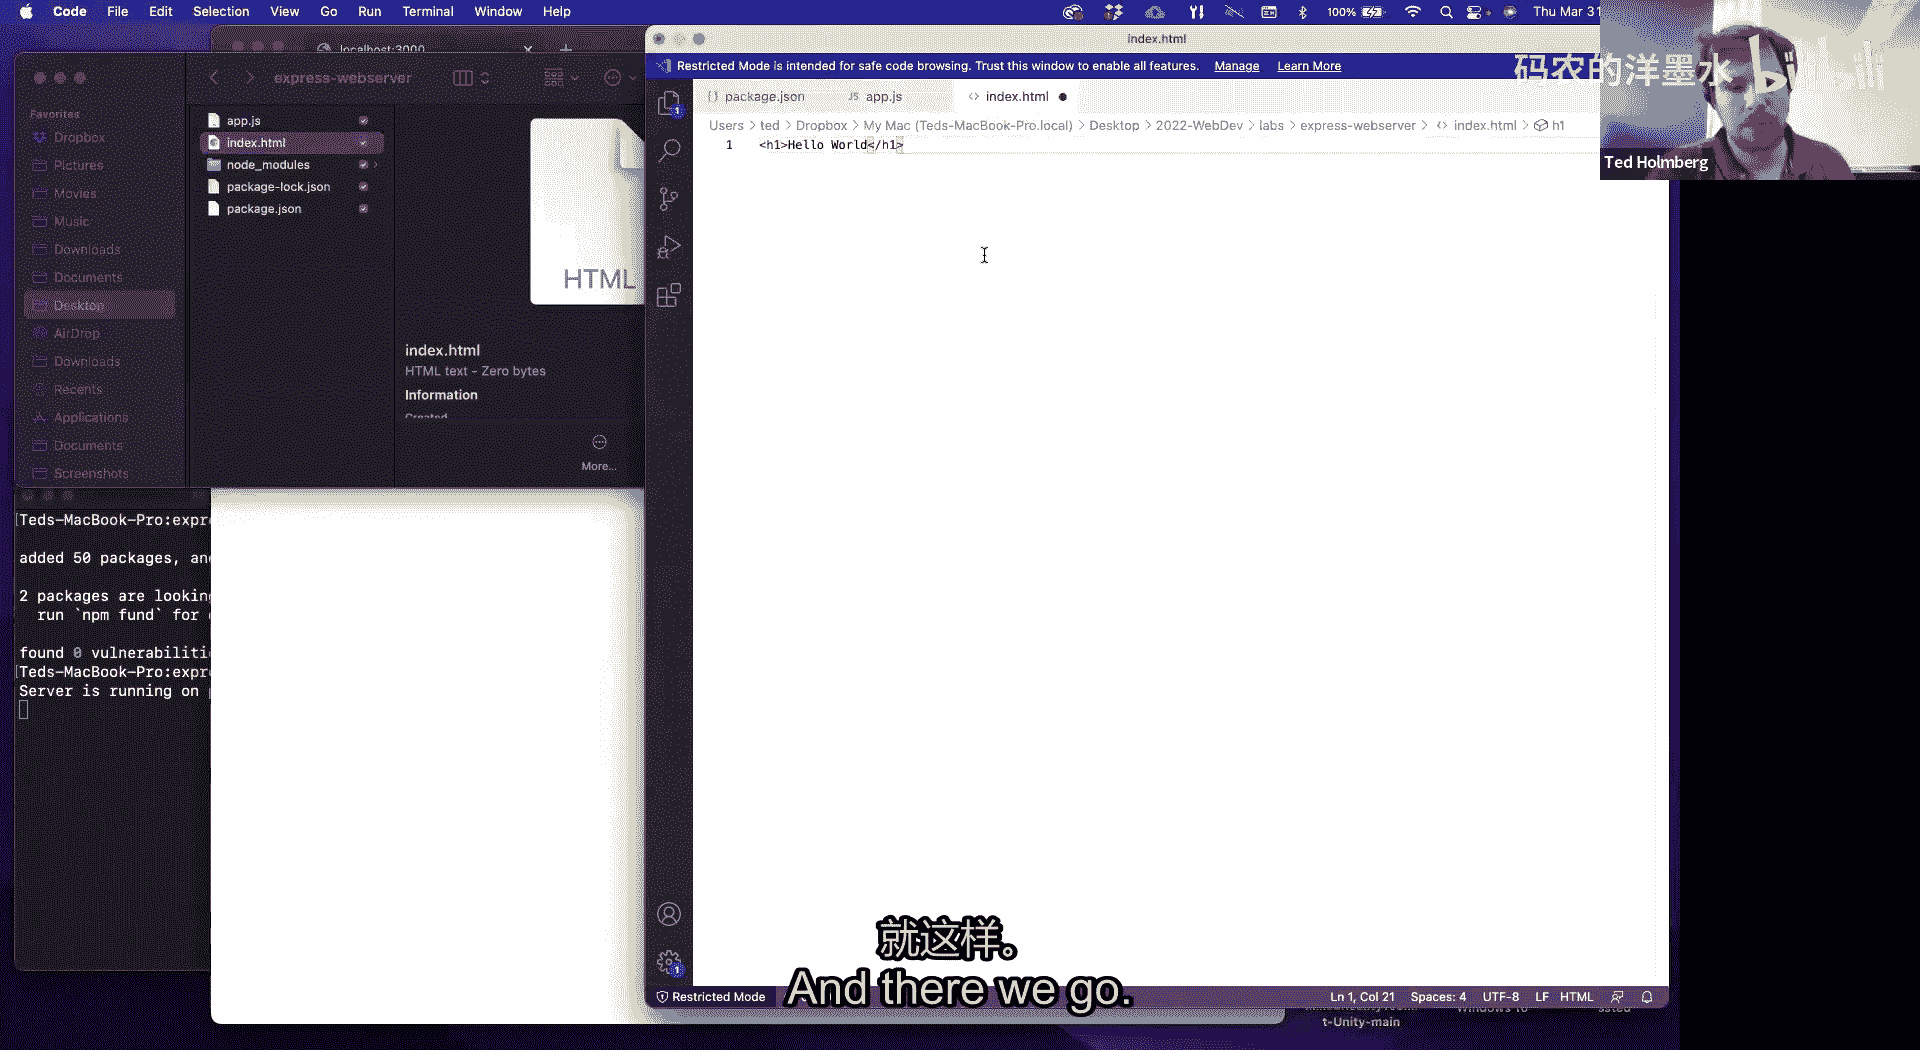 Code File Edit Selection View Go Run Terminal Window Help
100%
Thu Mar 31
localhost:3000
index.html
express-webserver
Restricted Mode is intended for safe code browsing. Trust this window to enable all features. Manage Learn More
码农的洋墨水 bilibili
package.json
JS app.js
<> index.html
Users > ted > Dropbox > My Mac (Teds-MacBook-Pro.local) > Desktop > 2022-WebDev > labs > express-webserver > <> index.html > h1
1 <h1>Hello World</h1>
Ted Holmberg
Favorites
Dropbox
Pictures
Movies
Music
Downloads
Documents
Desktop
AirDrop
Downloads
Recents
Applications
Documents
Screenshots
app.js
index.html
node_modules
package-lock.json
package.json
HTML
index.html
HTML text - Zero bytes
Information
Created
More...
Teds-MacBook-Pro:expr
added 50 packages, an
2 packages are looking
run `npm fund` for
found 0 vulnerabiliti
Teds-MacBook-Pro:expr
Server is running on
就这样。
And there we go.
Restricted Mode
Ln 1, Col 21 Spaces: 4 UTF-8 LF HTML
t-Unity-main